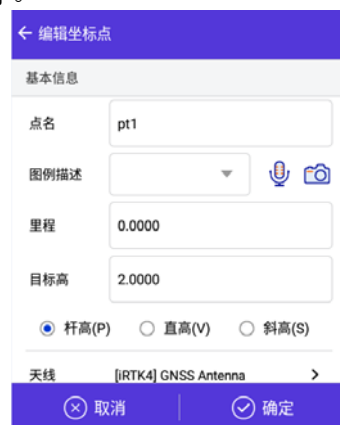 编辑坐标点
基本信息
点名 pt1
图例描述
里程 0.0000
目标高 2.0000
杆高(P) 直高(V) 斜高(S)
天线 [iRTK4] GNSS Antenna
取消 确定